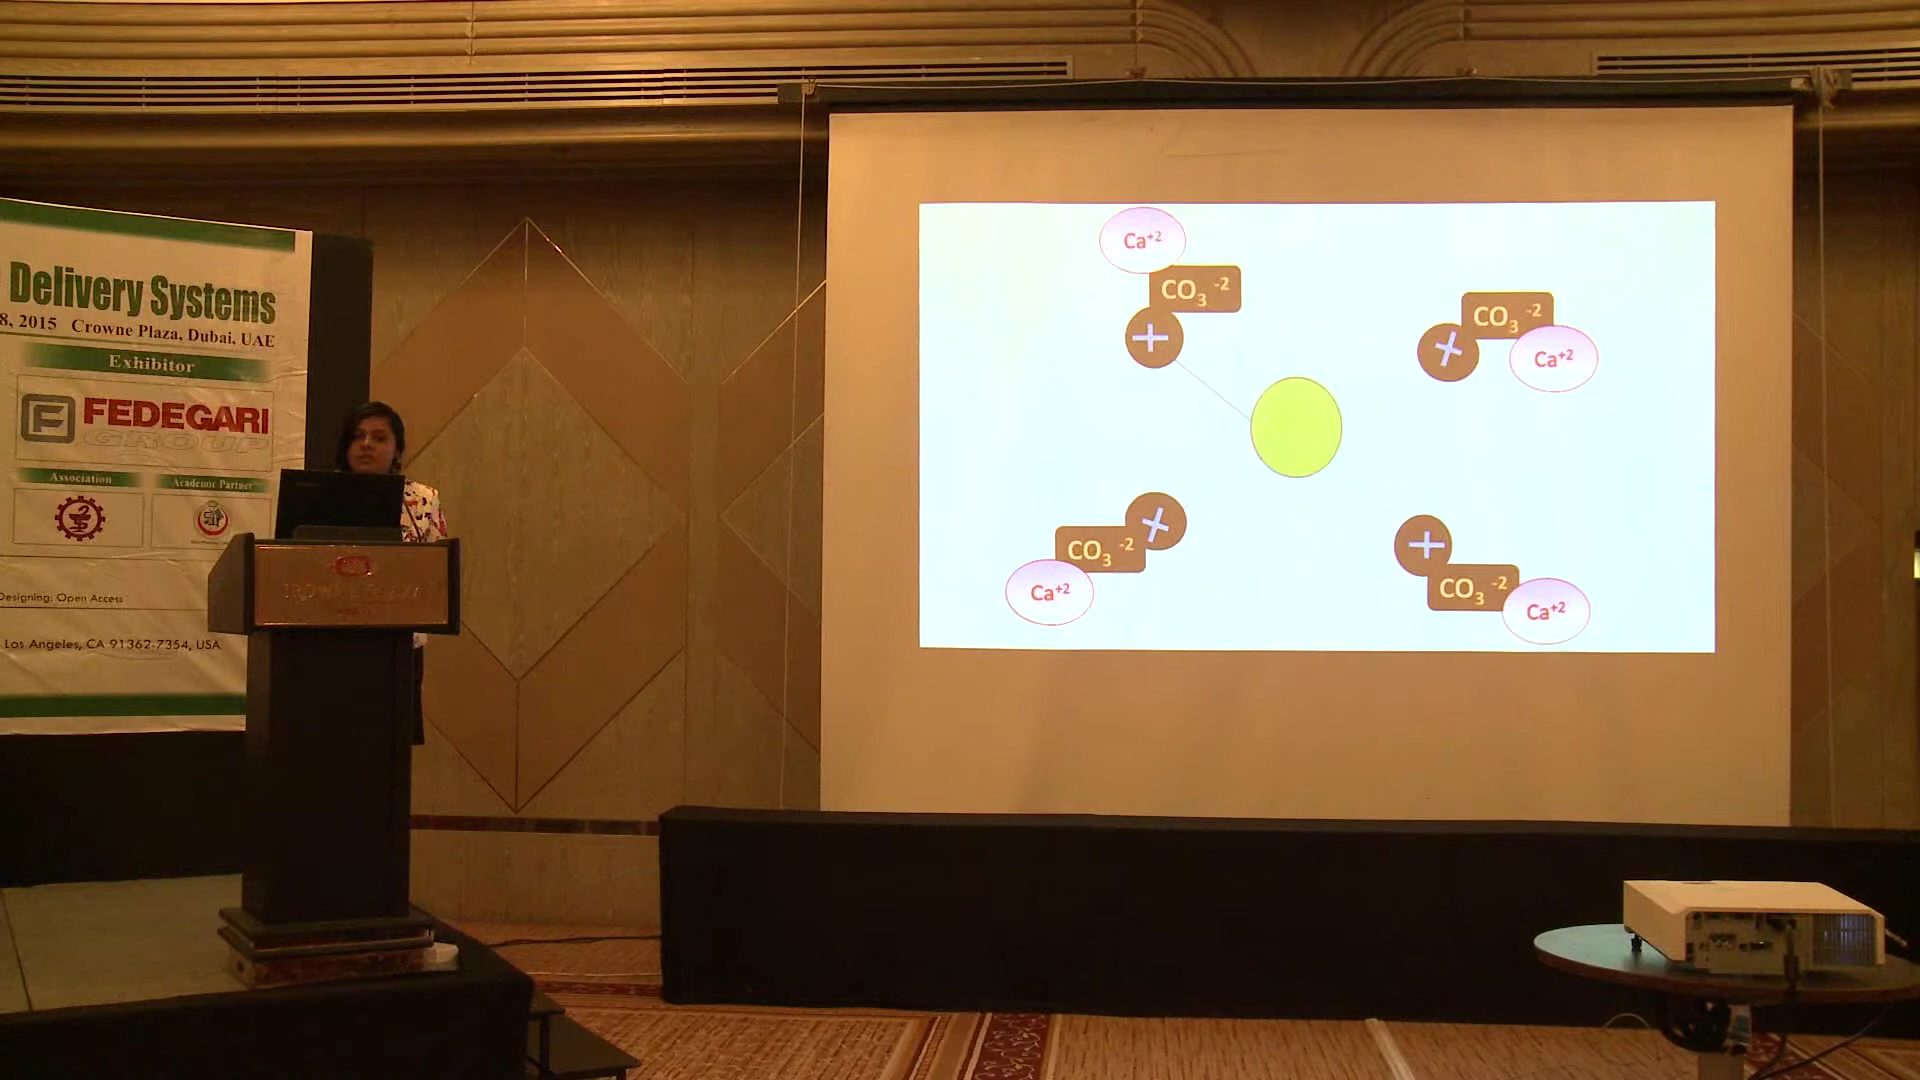 Delivery Systems
8, 2015 Crowne Plaza, Dubai, UAE
Exhibitor
FEDEGARI
GROUP
Association
Academic Partner
Designing: Open Access
Los Angeles, CA 91362-7354, USA
Ca+2
CO3 -2
+
CO3 -2
+
Ca+2
+
CO3 -2
Ca+2
+
CO3 -2
Ca+2